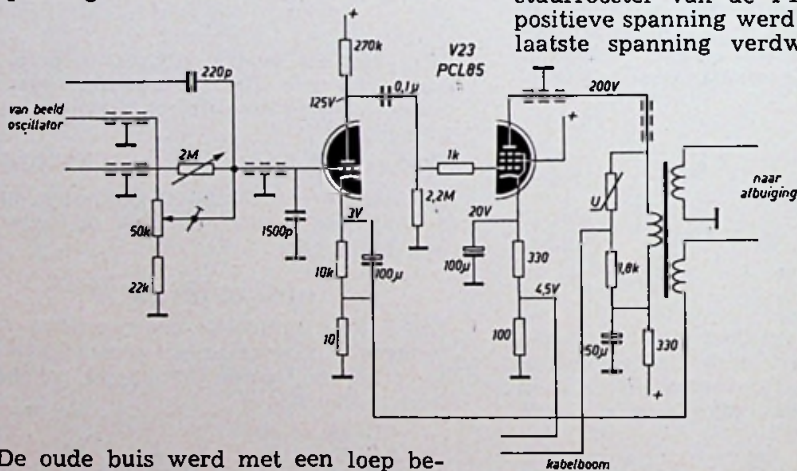 stuurrooster van de
positieve spanning werd
laatste spanning verdw
270k
V23
PCL85
220p
0,1µ
200V
125V
van beeld
oscillator
2M
1k
naar
afbuiging
2,2M
U
3V
20V
50k
1500p
10k
100µ
100µ
330
1,8k
22k
4,5V
10
100
50µ
330
De oude buis werd met een loep be-
kabelboom